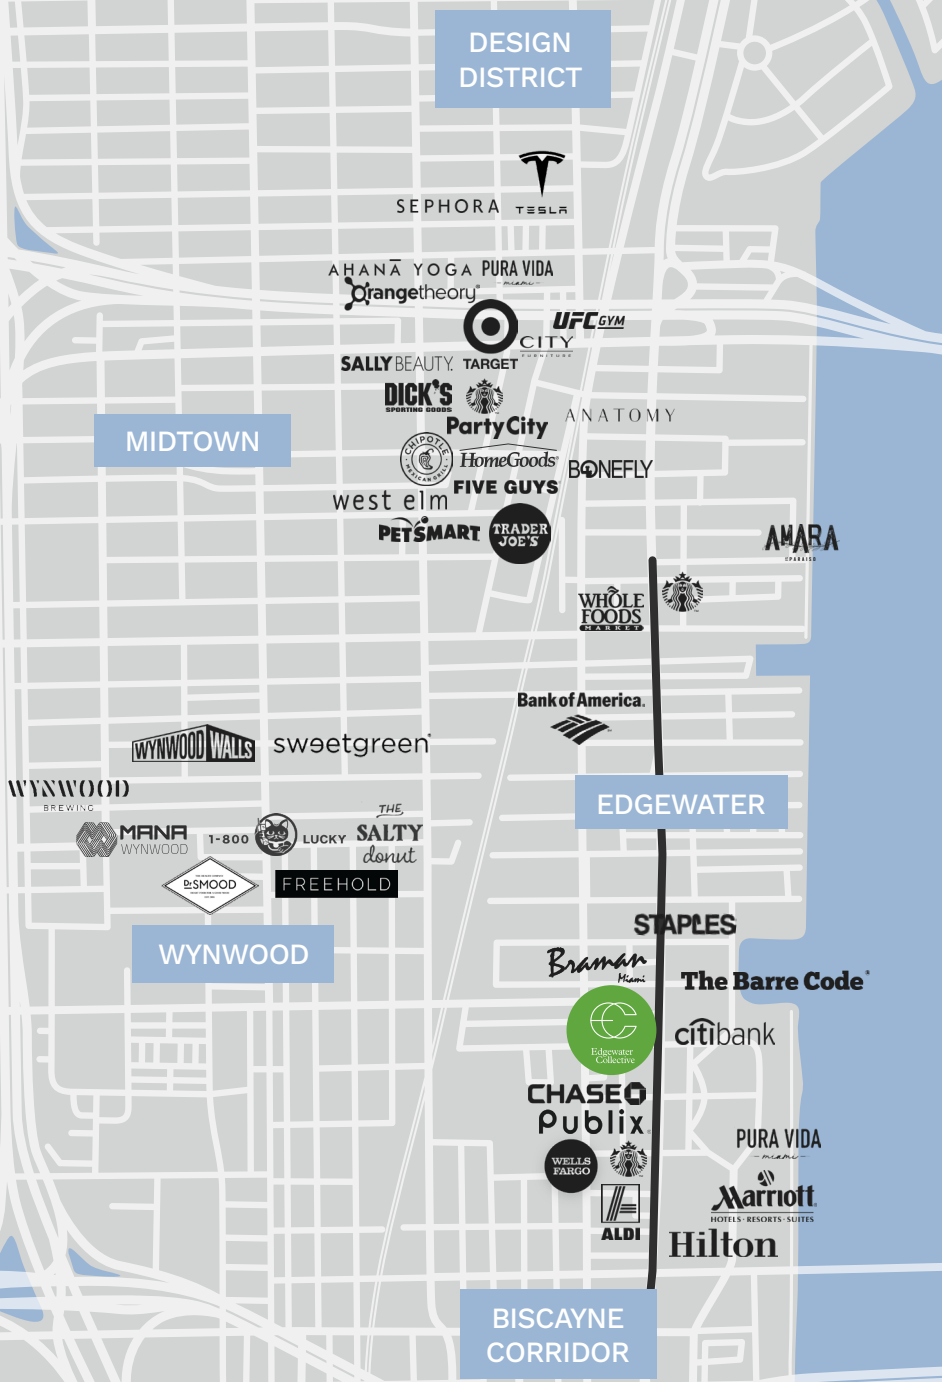 DESIGN
DISTRICT
SEPHORA
TESLA
AHANĀ YOGA
PURA VIDA
miami
Orangetheory®
UFC GYM
CITY
FURNITURE
TARGET
SALLY BEAUTY.
DICK'S
SPORTING GOODS
ANATOMY
MIDTOWN
PartyCity
CHIPOTLE
MEXICAN GRILL
HomeGoods®
BONEFLY
FIVE GUYS
west elm
PETSMART
TRADER
JOE'S
AMARA
PARAISO
WHOLE
FOODS
MARKET
Bank of America.
WYNWOOD WALLS
sweetgreen®
WYNWOOD
BREWING
EDGEWATER
MANA
WYNWOOD
1-800
LUCKY
THE
SALTY
donut
Dr SMOOD
FREEHOLD
STAPLES
WYNWOOD
Braman
Miami
The Barre Code®
Edgewater
Collective
citibank
CHASE
Publix.
PURA VIDA
miami
WELLS
FARGO
Marriott.
HOTELS · RESORTS · SUITES
ALDI
Hilton
BISCAYNE
CORRIDOR